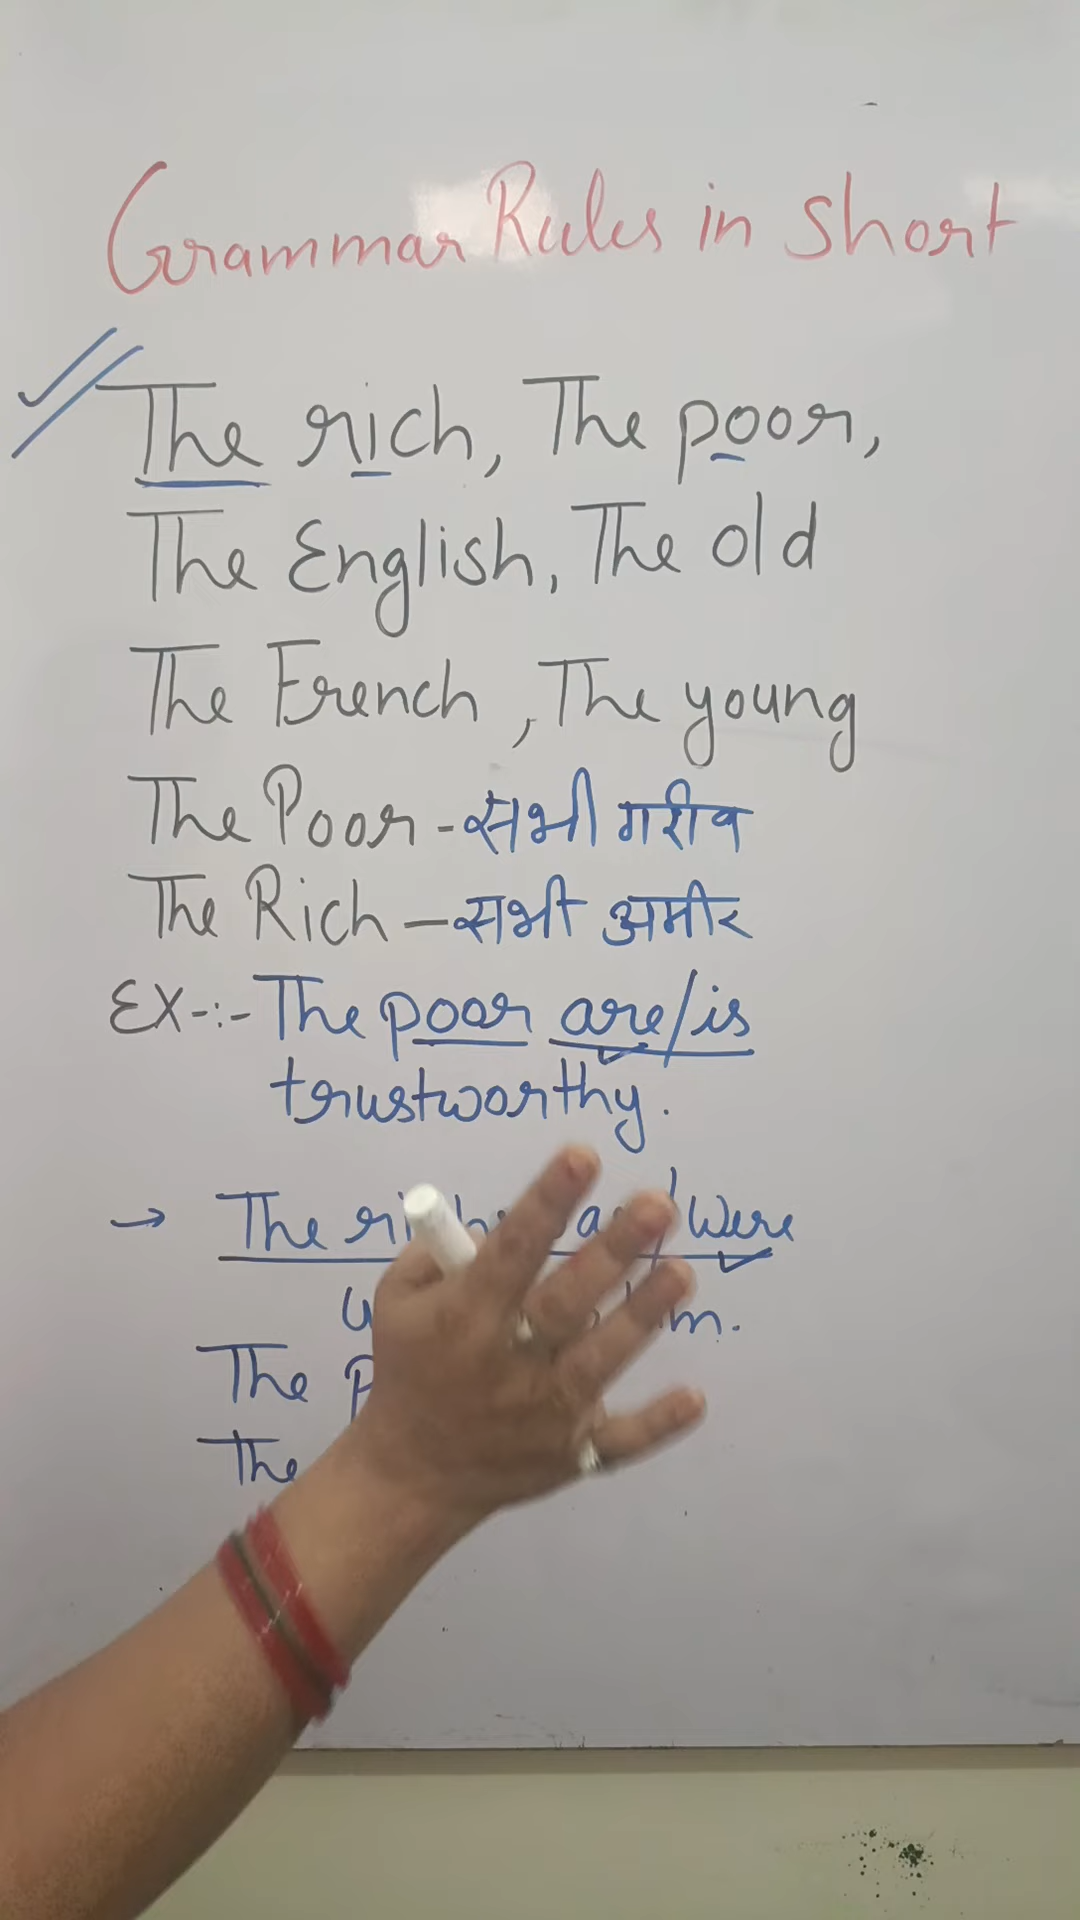 Grammar Rules in Short
The rich, The poor,
The English, The old
The French, The young
The Poor - सभी गरीब
The Rich - सभी अमीर
EX-:- The poor are/is
trustworthy.
→ The / were
The
The